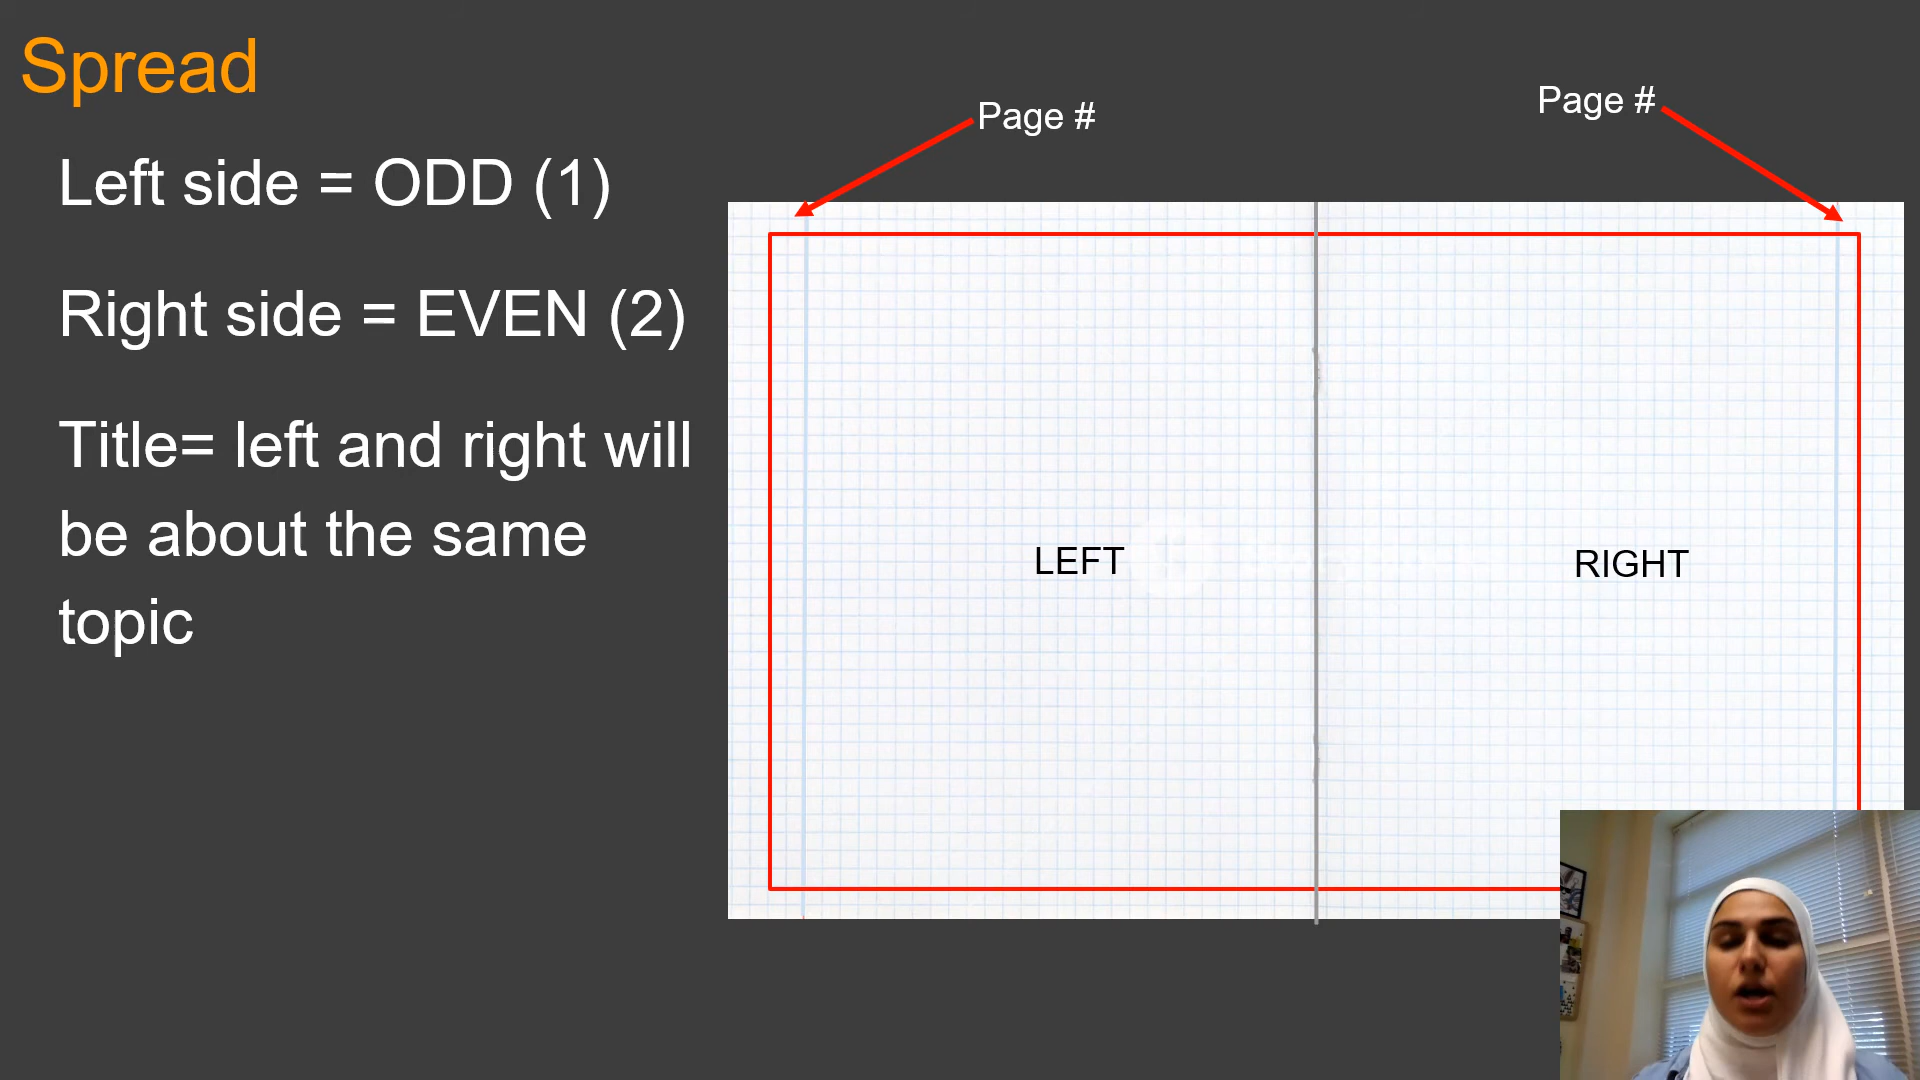 Spread
Left side = ODD (1)
Right side = EVEN (2)
Title= left and right will
be about the same
topic
Page #
Page #
LEFT
RIGHT